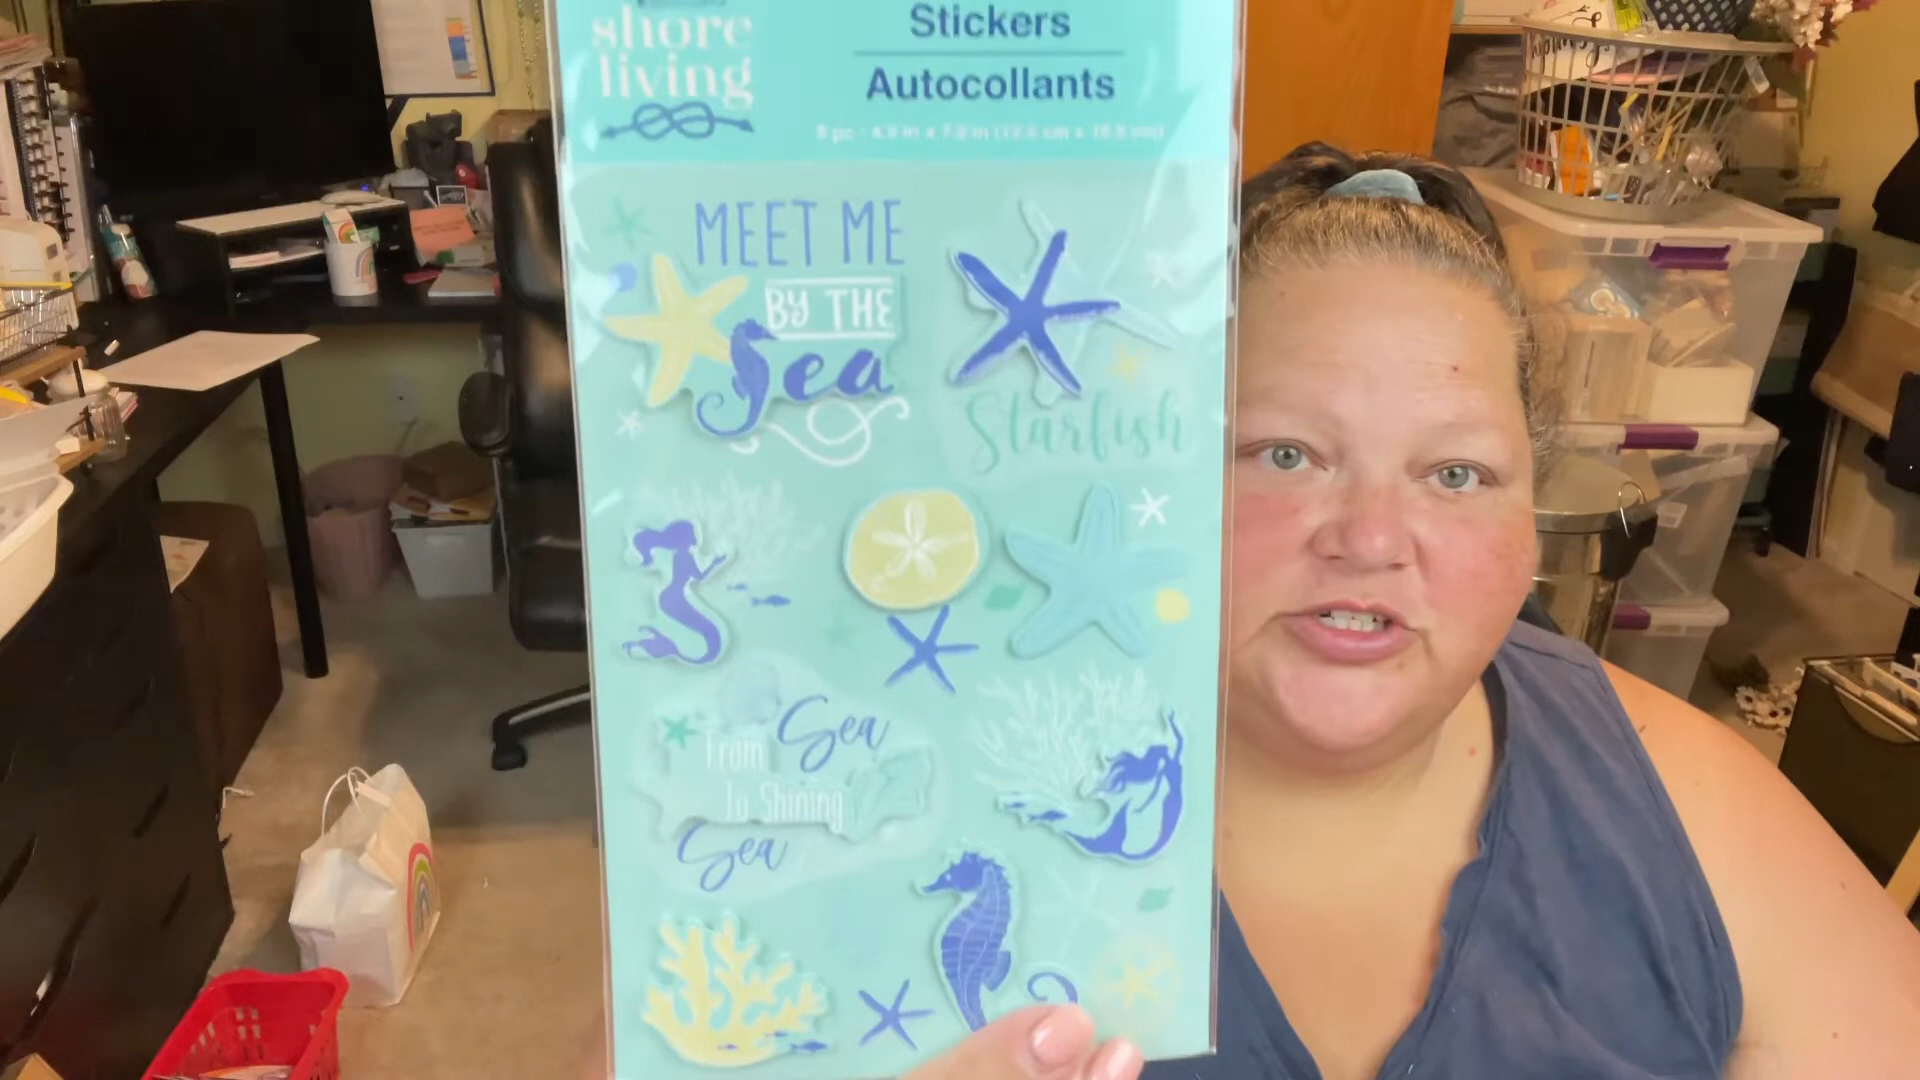 shore
living
Stickers
Autocollants
MEET ME
BY THE
Sea
Starfish
From Sea
To Shining
Sea